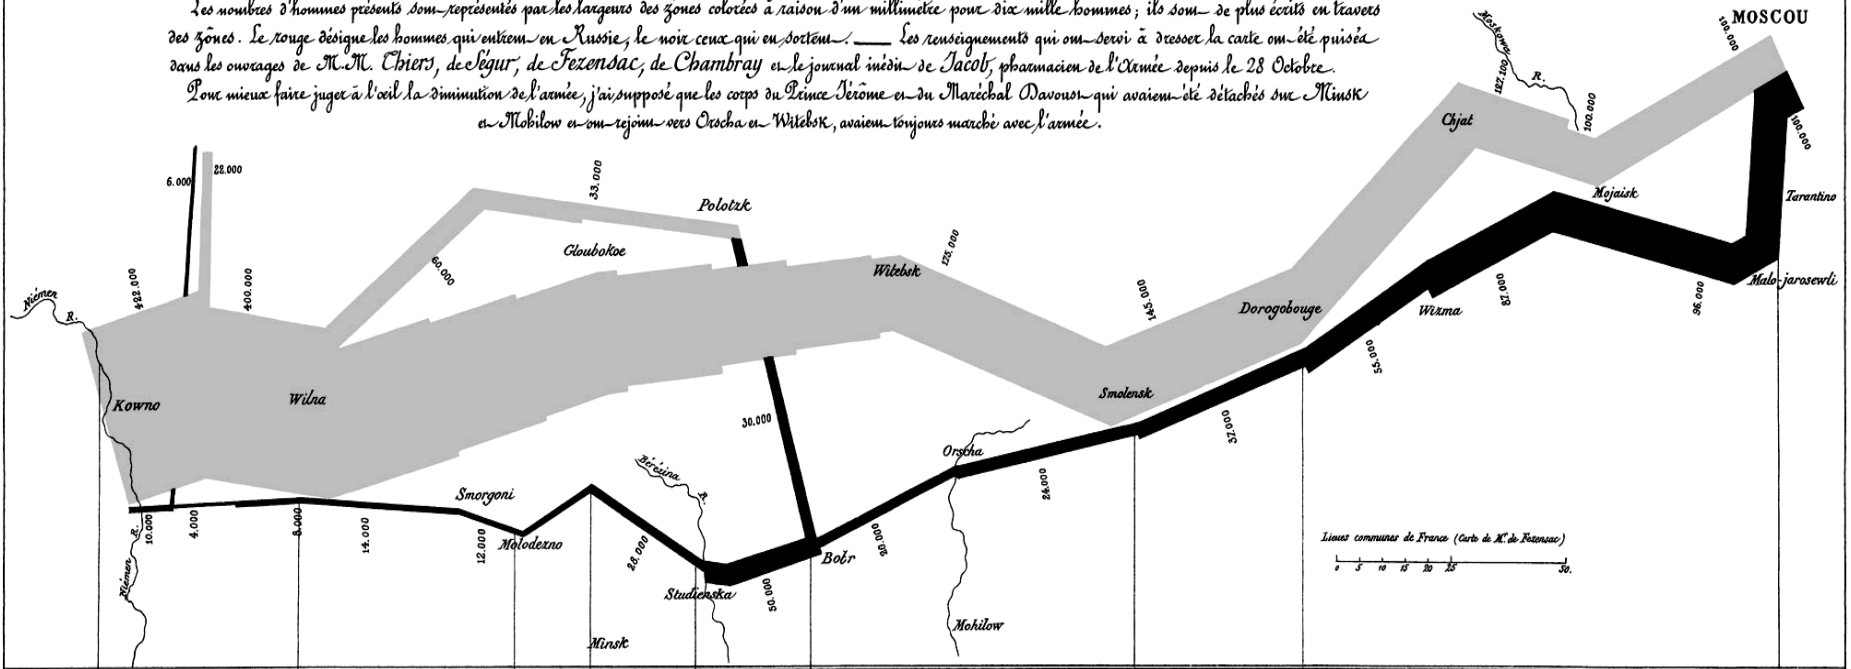 Les nombres d'hommes présents sont représentés par les largeurs des zones colorées à raison d'un millimètre pour dix mille hommes; ils sont de plus écrits en travers
des zônes. Le rouge désigne les hommes qui entrent en Russie, le noir ceux qui en sortent. — Les renseignements qui ont servi à dresser la carte ont été puisés
dans les ouvrages de M.M. Thiers, de Ségur, de Fezensac, de Chambray et le journal inédit de Jacob, pharmacien de l'Armée depuis le 28 Octobre.
Pour mieux faire juger à l'œil la diminution de l'armée, j'ai supposé que les corps du Prince Jérôme et du Maréchal Davoust qui avaient été détachés sur Minsk
et Mohilow et ont rejoint vers Orscha et Witebsk, avaient toujours marché avec l'armée.
MOSCOU
100.000
Moskowa
R.
127.100
100.000
Chjat
100.000
Mojaisk
Tarantino
6.000
22.000
33.000
Polotzk
Gloubokoe
60.000
175.000
Witebsk
422.000
400.000
Niémen
R.
145.000
Dorogobouge
Malo-jarosewli
82.000
96.000
Wizma
55.000
Kowno
Wilna
Smolensk
30.000
37.000
Orscha
24.000
Bérézina
R.
Smorgoni
10.000
4.000
8.000
14.000
12.000
Molodezno
28.000
20.000
Bobr
Studienska
50.000
Niémen
R.
Minsk
Mohilow
Lieues communes de France (Carte de M. de Fezensac)
0 5 10 15 20 25 50.